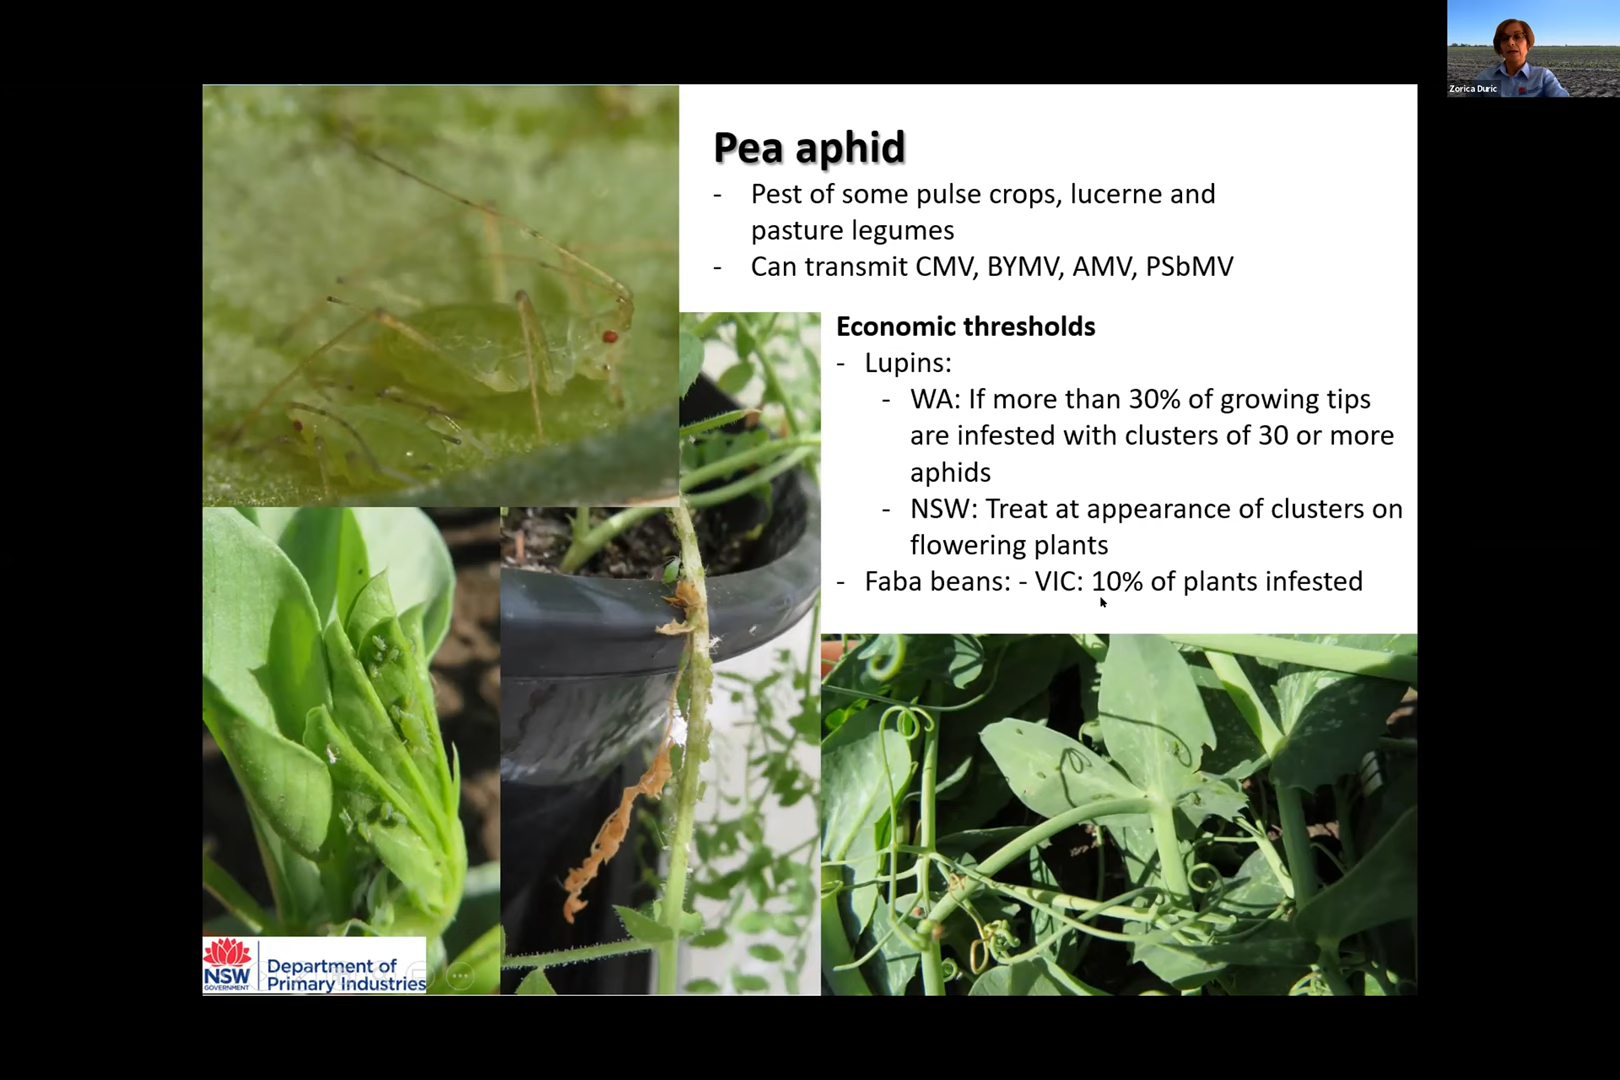 Zorica Duric
Pea aphid
- Pest of some pulse crops, lucerne and
pasture legumes
- Can transmit CMV, BYMV, AMV, PSbMV
Economic thresholds
- Lupins:
- WA: If more than 30% of growing tips
are infested with clusters of 30 or more
aphids
- NSW: Treat at appearance of clusters on
flowering plants
- Faba beans: - VIC: 10% of plants infested
NSW
GOVERNMENT
Department of
Primary Industries